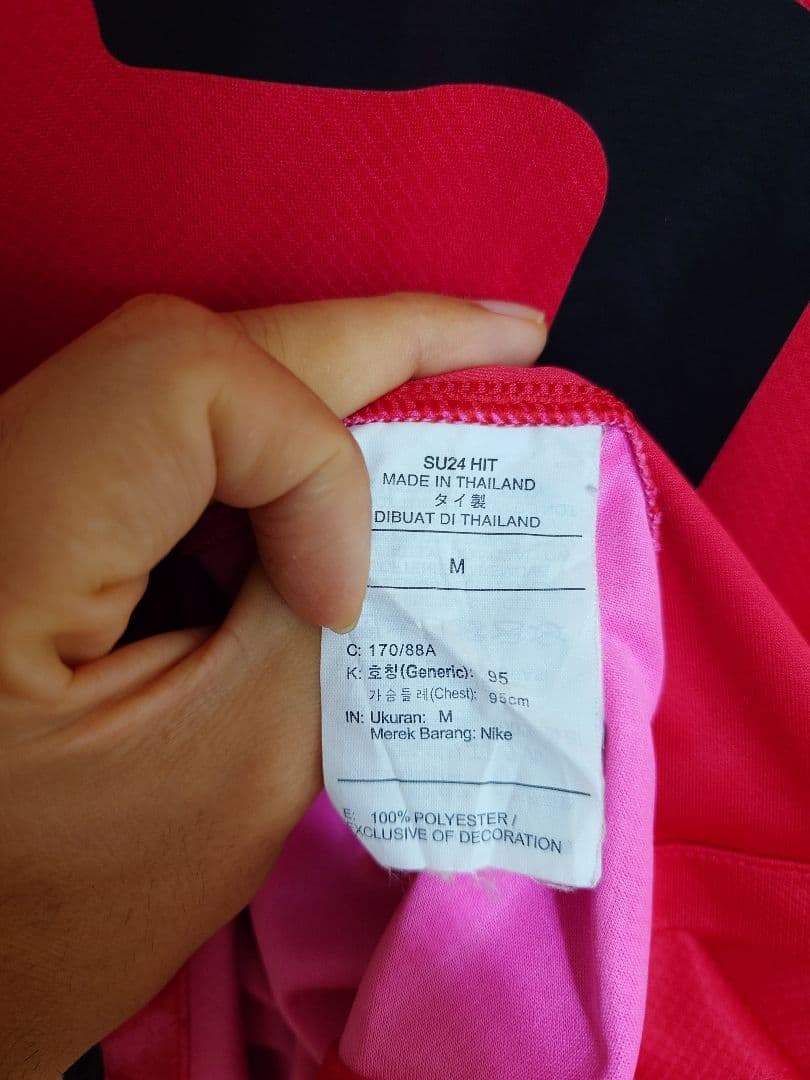 SU24 HIT
MADE IN THAILAND
タイ製
DIBUAT DI THAILAND
M
C: 170/88A
K: 호칭(Generic): 95
가슴둘레(Chest): 95cm
IN: Ukuran: M
Merek Barang: Nike
E: 100% POLYESTER /
EXCLUSIVE OF DECORATION